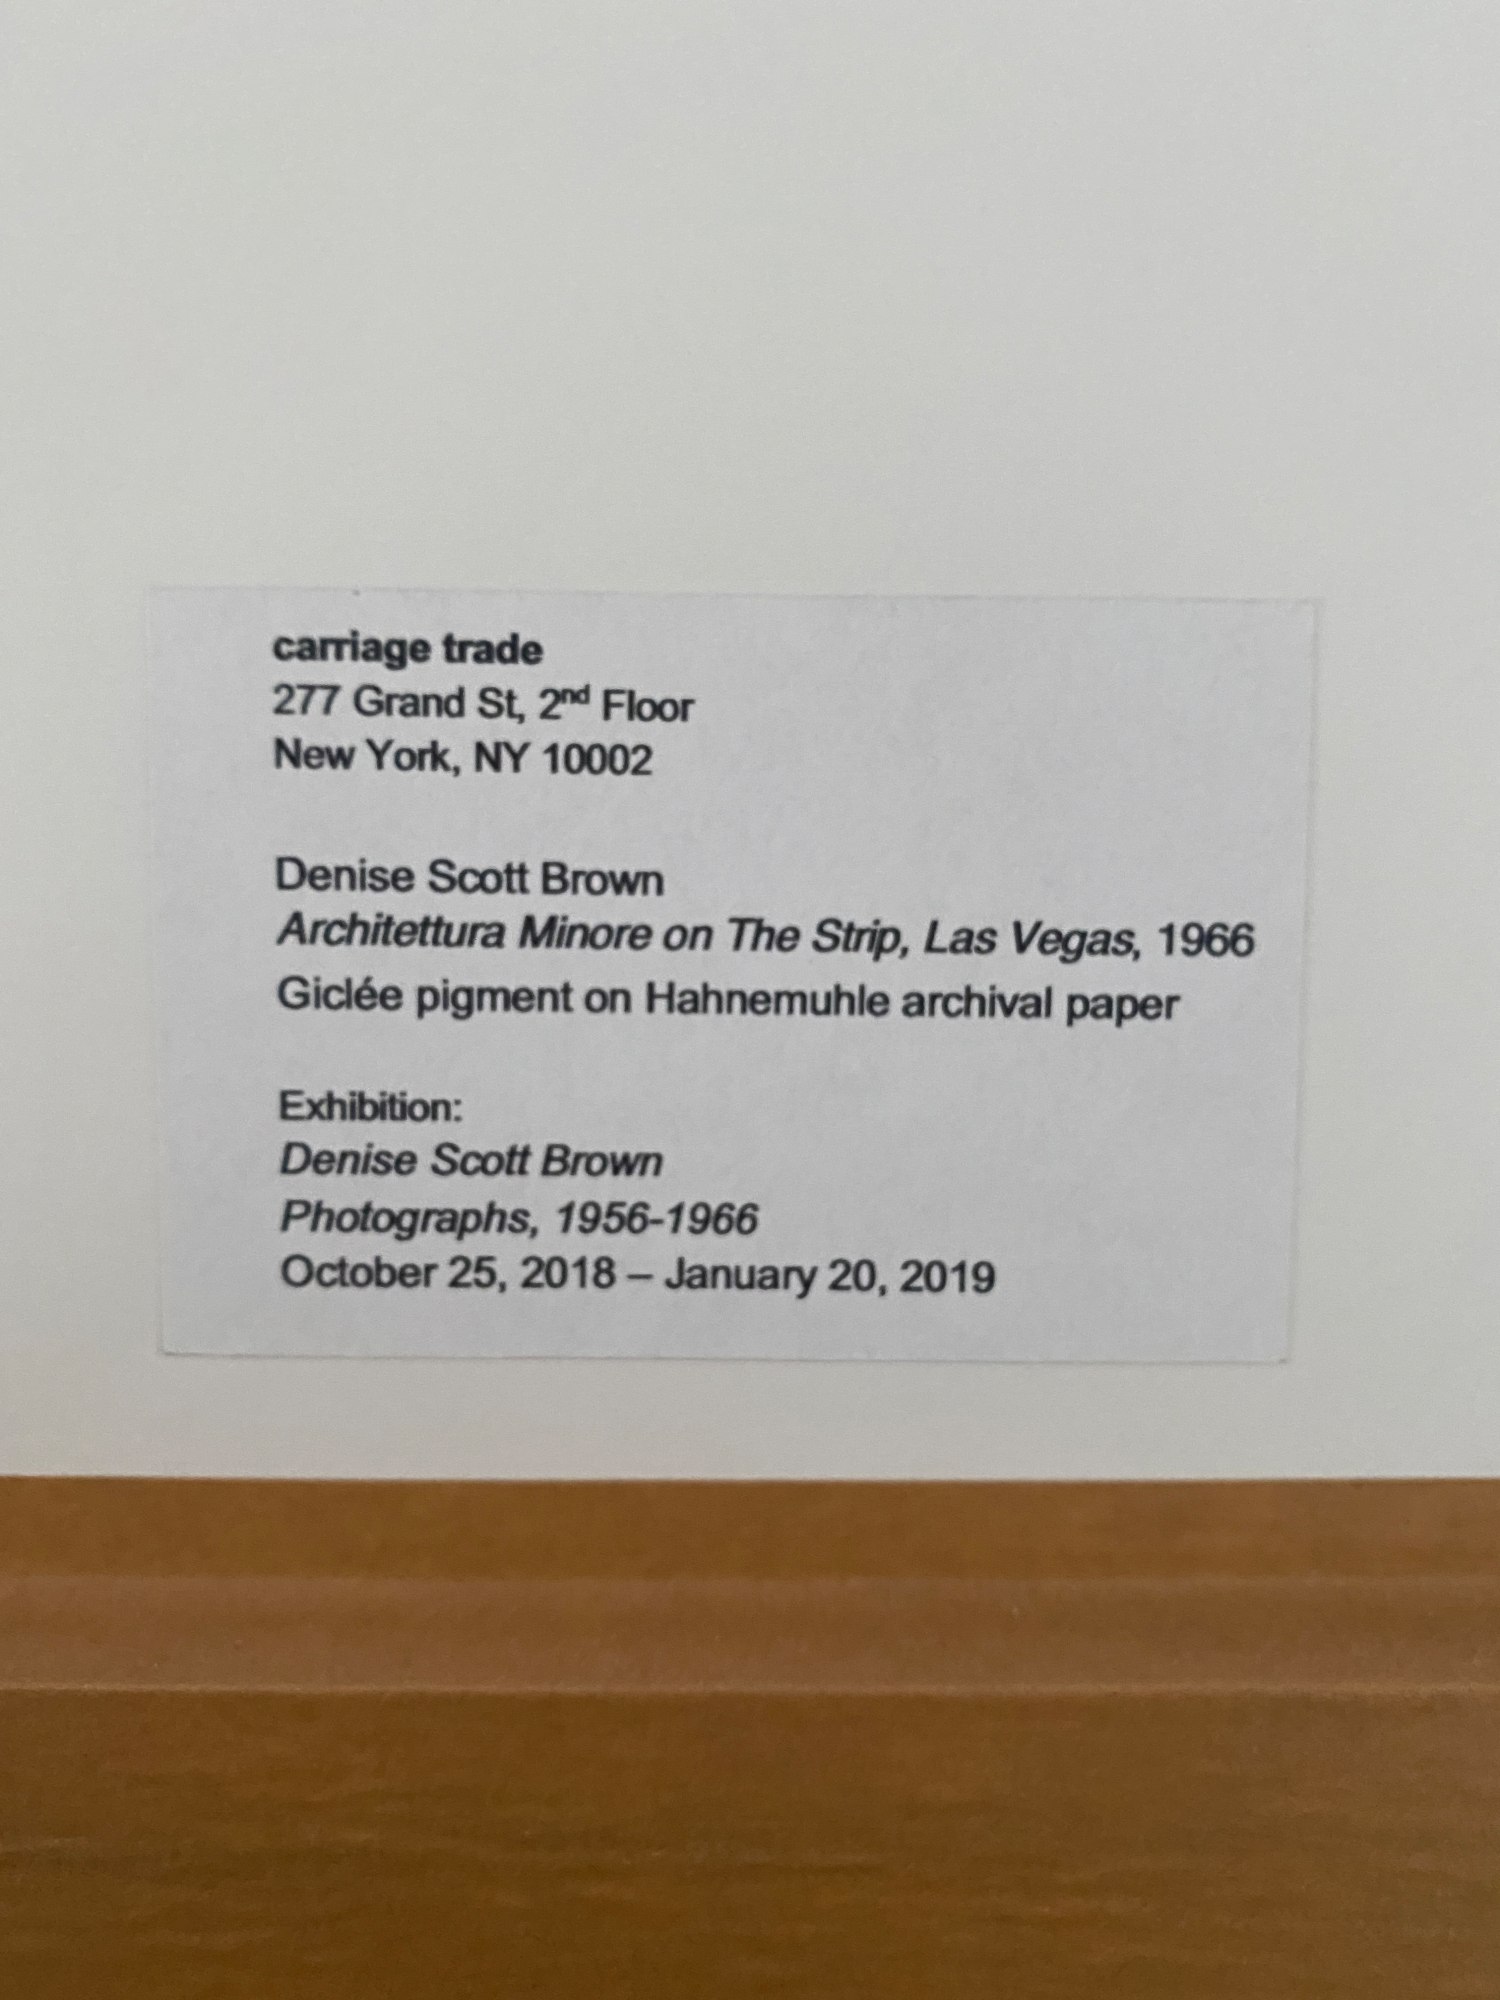 carriage trade
277 Grand St, 2nd Floor
New York, NY 10002
Denise Scott Brown
Architettura Minore on The Strip, Las Vegas, 1966
Giclée pigment on Hahnemuhle archival paper
Exhibition:
Denise Scott Brown
Photographs, 1956-1966
October 25, 2018 – January 20, 2019